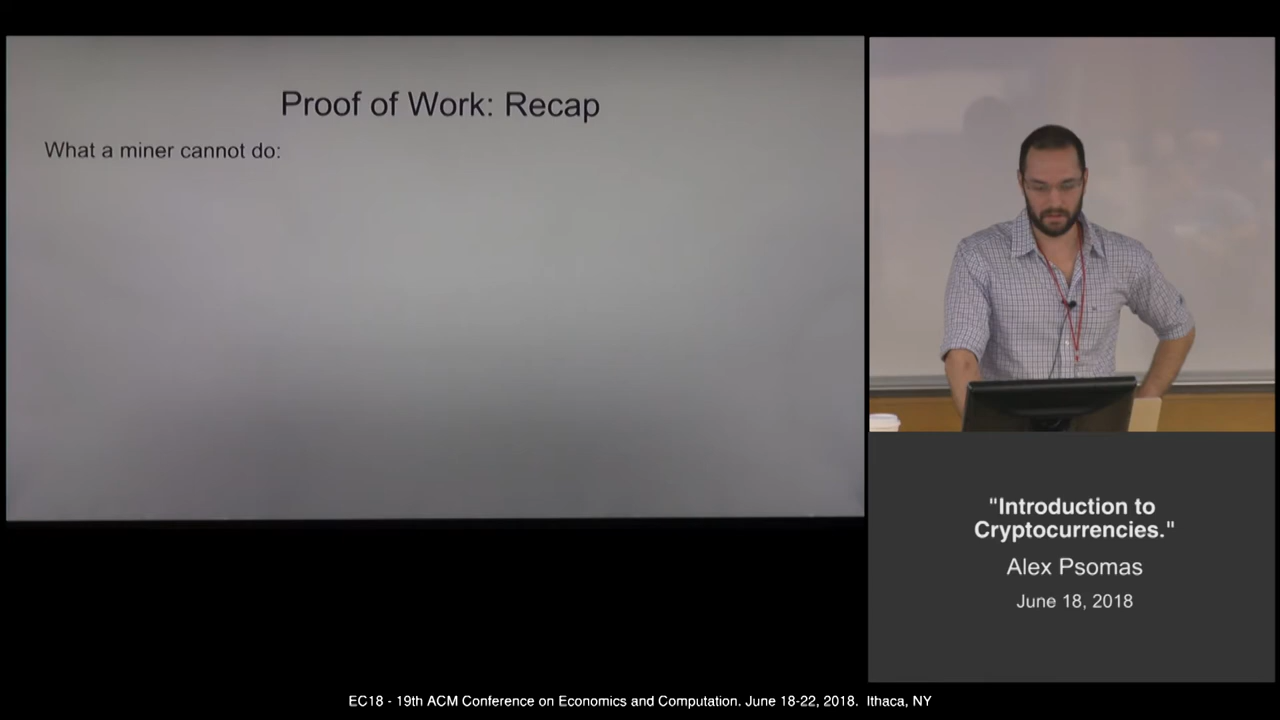 Proof of Work: Recap
What a miner cannot do:
"Introduction to
Cryptocurrencies."
Alex Psomas
June 18, 2018
EC18 - 19th ACM Conference on Economics and Computation. June 18-22, 2018.  Ithaca, NY